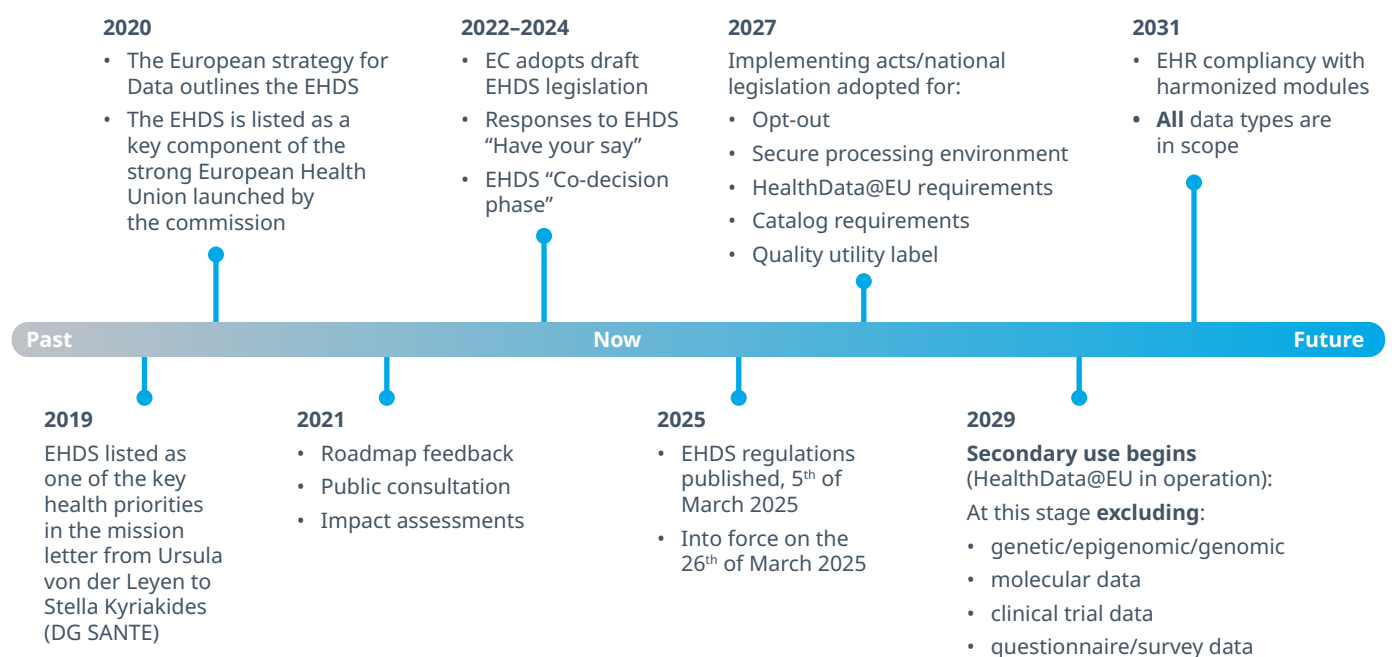 2020
• The European strategy for
Data outlines the EHDS
• The EHDS is listed as a
key component of the
strong European Health
Union launched by
the commission
2022–2024
• EC adopts draft
EHDS legislation
• Responses to EHDS
“Have your say”
• EHDS “Co-decision
phase”
2027
Implementing acts/national
legislation adopted for:
• Opt-out
• Secure processing environment
• HealthData@EU requirements
• Catalog requirements
• Quality utility label
2031
• EHR compliancy with
harmonized modules
• All data types are
in scope
Past
Now
Future
2019
EHDS listed as
one of the key
health priorities
in the mission
letter from Ursula
von der Leyen to
Stella Kyriakides
(DG SANTE)
2021
• Roadmap feedback
• Public consultation
• Impact assessments
2025
• EHDS regulations
published, 5th of
March 2025
• Into force on the
26th of March 2025
2029
Secondary use begins
(HealthData@EU in operation):
At this stage excluding:
• genetic/epigenomic/genomic
• molecular data
• clinical trial data
• questionnaire/survey data